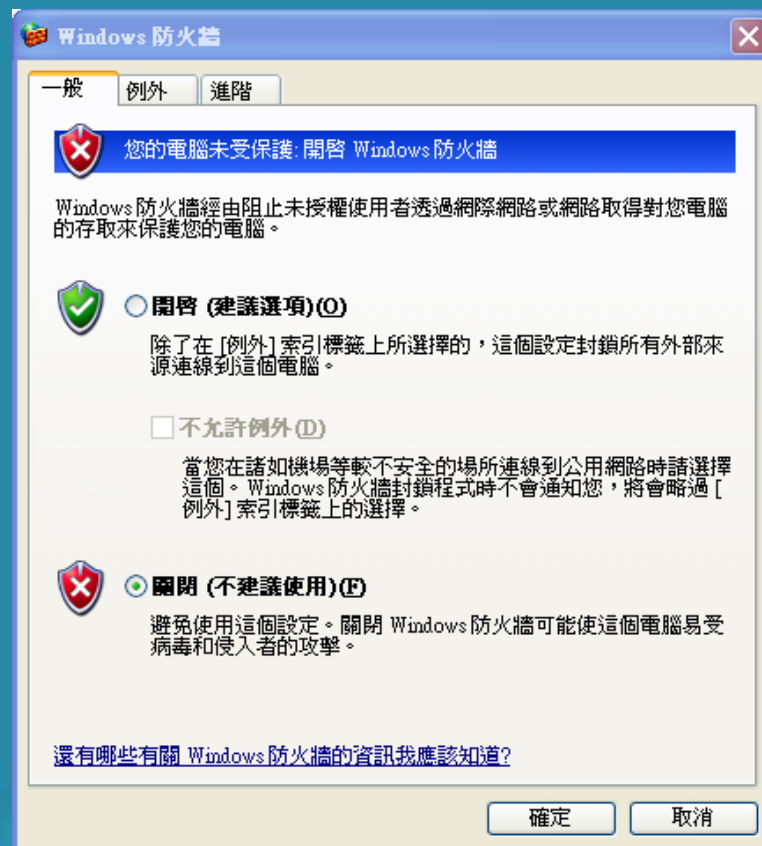 Windows 防火牆
一般
例外
進階
您的電腦未受保護: 開啓 Windows 防火牆
Windows 防火牆經由阻止未授權使用者透過網際網路或網路取得對您電腦
的存取來保護您的電腦。
開啓 (建議選項)(O)
除了在 [例外] 索引標籤上所選擇的，這個設定封鎖所有外部來
源連線到這個電腦。
不允許例外(D)
當您在諸如機場等較不安全的場所連線到公用網路時請選擇
這個。Windows 防火牆封鎖程式時不會通知您，將會略過 [
例外] 索引標籤上的選擇。
關閉 (不建議使用)(F)
避免使用這個設定。關閉 Windows 防火牆可能使這個電腦易受
病毒和侵入者的攻擊。
還有哪些有關 Windows 防火牆的資訊我應該知道?
確定
取消